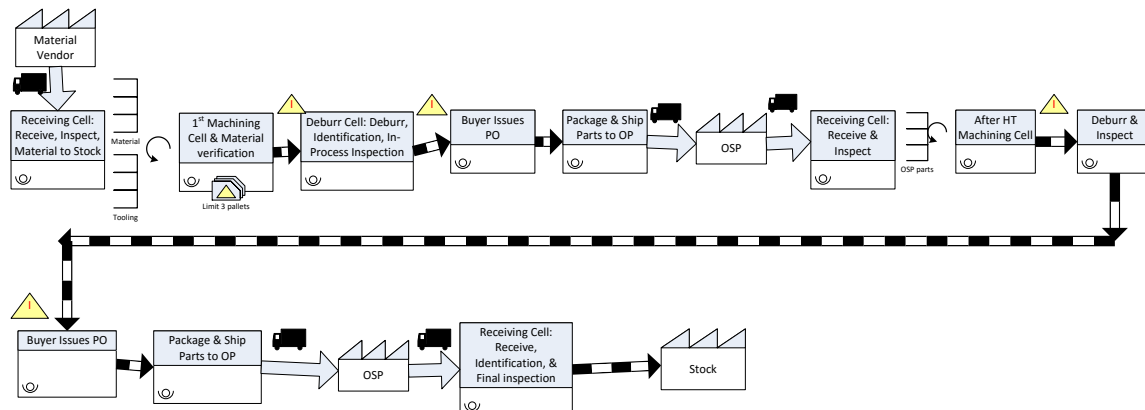 Material
Vendor
Receiving Cell:
Receive, Inspect,
Material to Stock
Material
Tooling
1st Machining
Cell & Material
verification
Limit 3 pallets
I
Deburr Cell: Deburr,
Identification, In-
Process Inspection
I
Buyer Issues
PO
Package & Ship
Parts to OP
OSP
Receiving Cell:
Receive &
Inspect
OSP parts
After HT
Machining Cell
I
Deburr &
Inspect
I
Buyer Issues PO
Package & Ship
Parts to OP
OSP
Receiving Cell:
Receive,
Identification, &
Final inspection
Stock